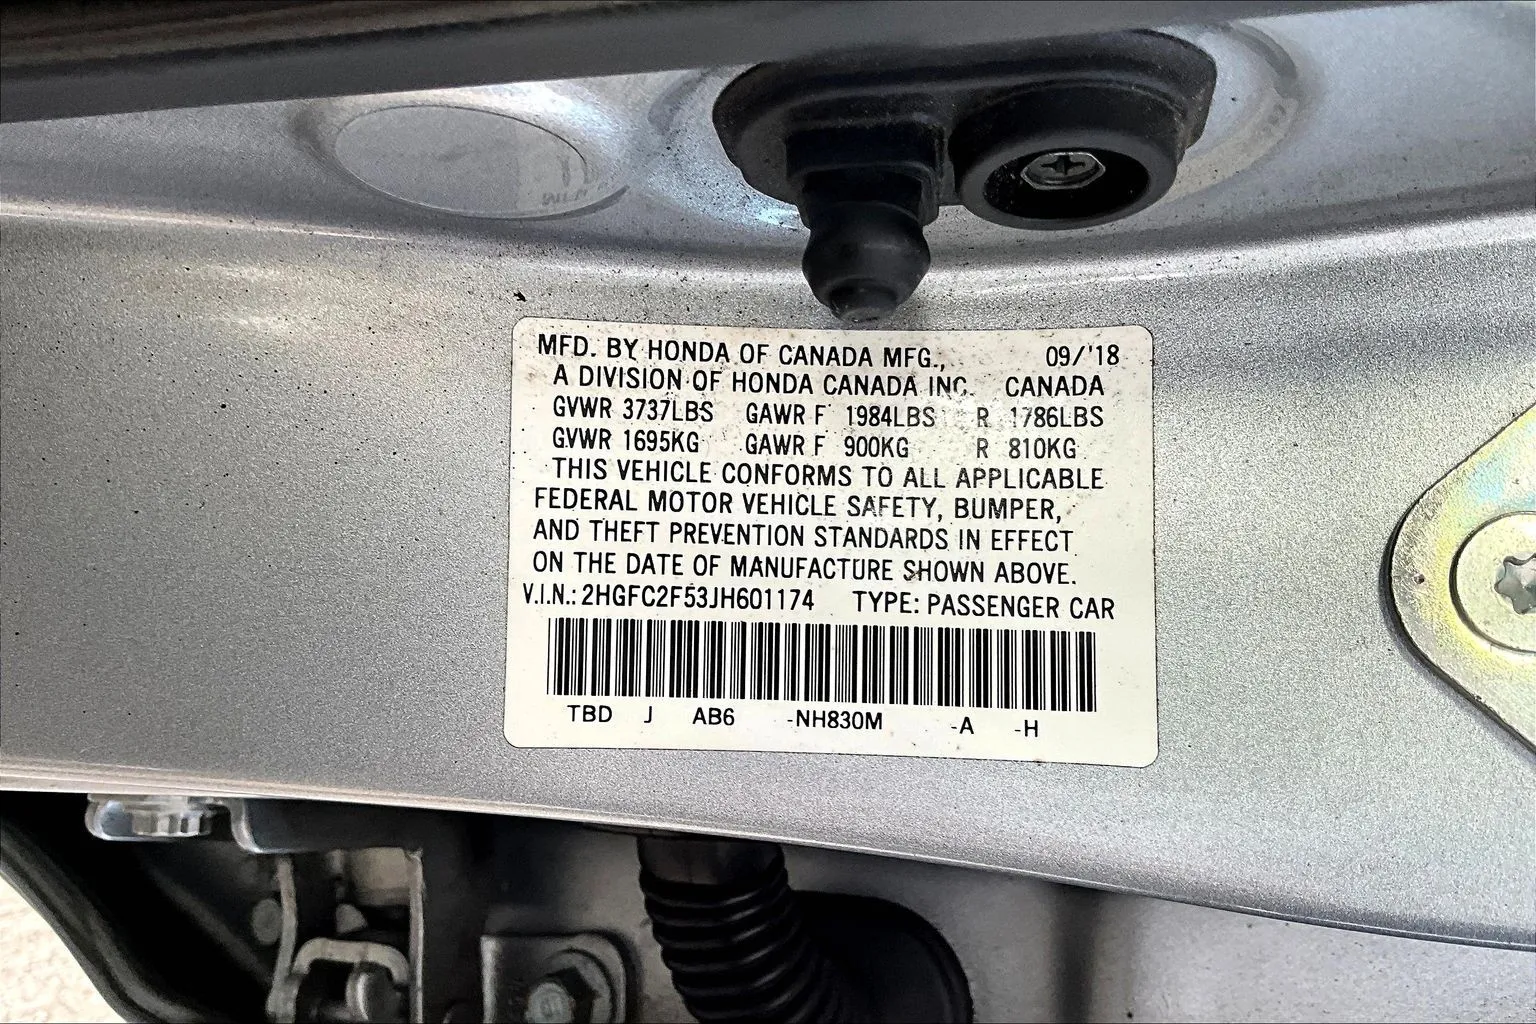 MFD. BY HONDA OF CANADA MFG., 09/'18
A DIVISION OF HONDA CANADA INC. CANADA
GVWR 3737LBS GAWR F 1984LBS R 1786LBS
GVWR 1695KG GAWR F 900KG R 810KG
THIS VEHICLE CONFORMS TO ALL APPLICABLE
FEDERAL MOTOR VEHICLE SAFETY, BUMPER,
AND THEFT PREVENTION STANDARDS IN EFFECT
ON THE DATE OF MANUFACTURE SHOWN ABOVE.
V.I.N.: 2HGFC2F53JH601174 TYPE: PASSENGER CAR
TBD J AB6 -NH830M -A -H